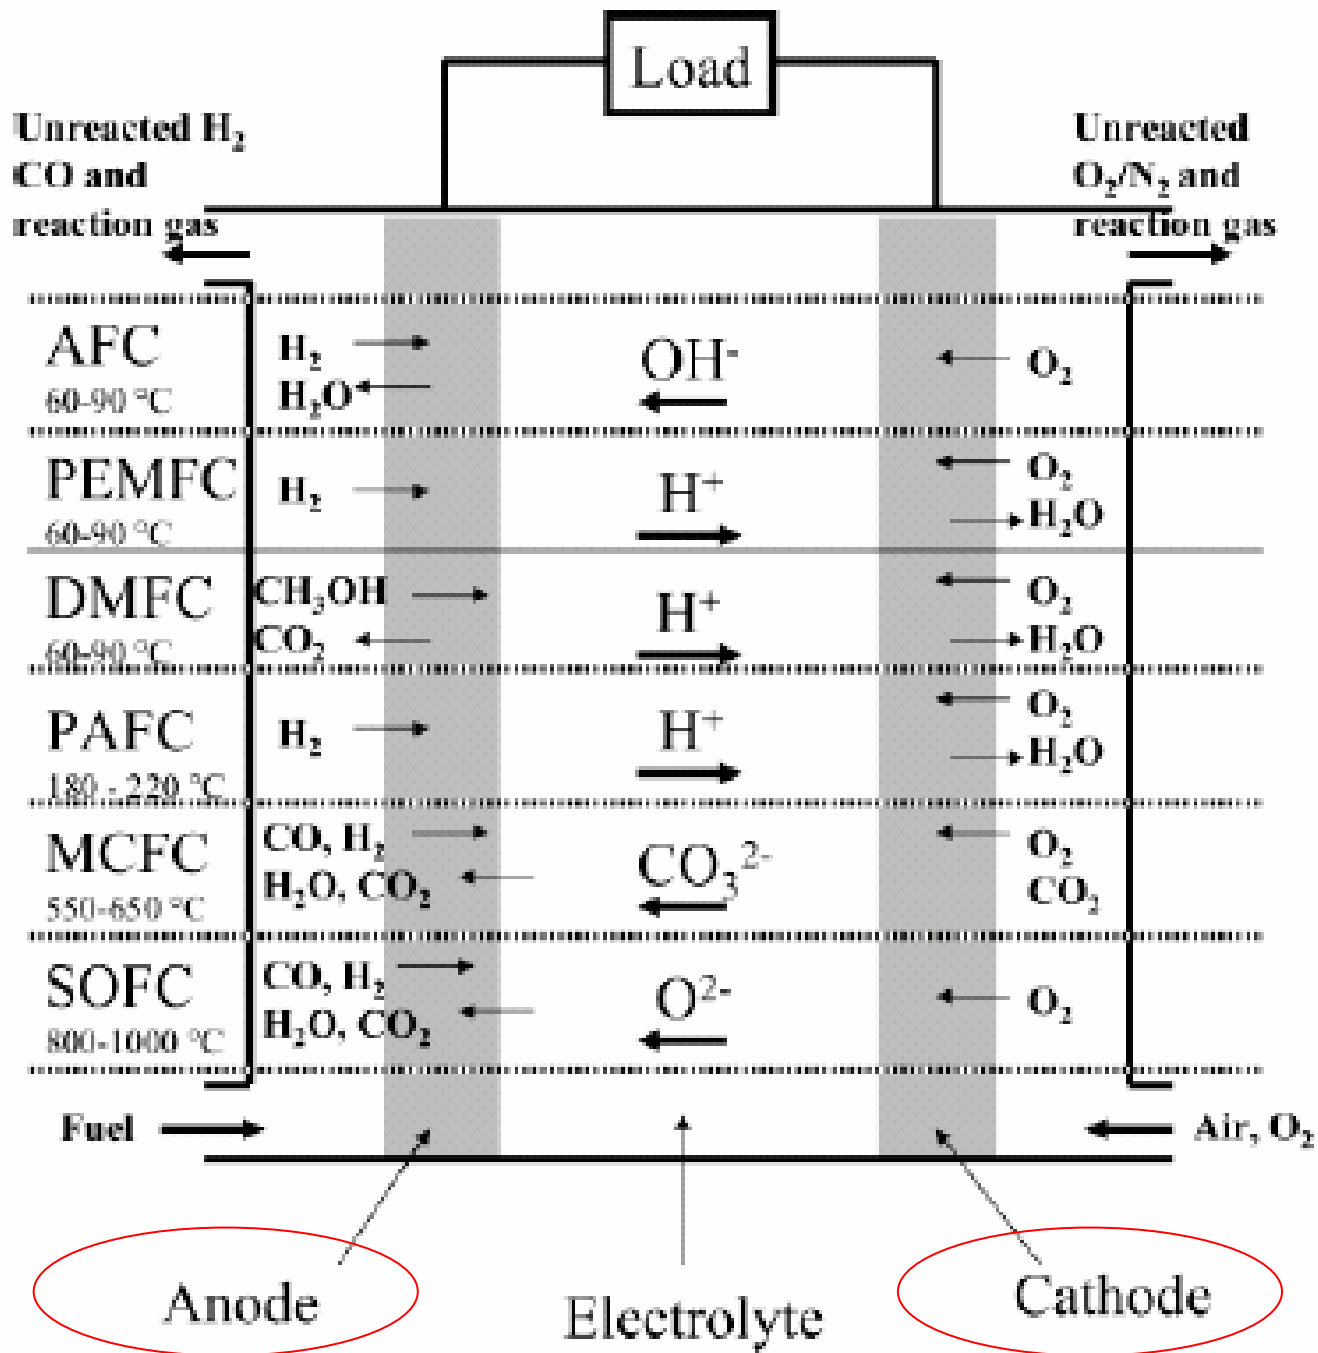 Load
Unreacted H₂
CO and
reaction gas
Unreacted
O₂/N₂ and
reaction gas
AFC
60-90 °C
H₂
H₂O
OH⁻
O₂
PEMFC
60-90 °C
H₂
H⁺
O₂
H₂O
DMFC
60-90 °C
CH₃OH
CO₂
H⁺
O₂
H₂O
PAFC
180 - 220 °C
H₂
H⁺
O₂
H₂O
MCFC
550-650 °C
CO, H₂
H₂O, CO₂
CO₃²⁻
O₂
CO₂
SOFC
800-1000 °C
CO, H₂
H₂O, CO₂
O²⁻
O₂
Fuel
Air, O₂
Anode
Electrolyte
Cathode